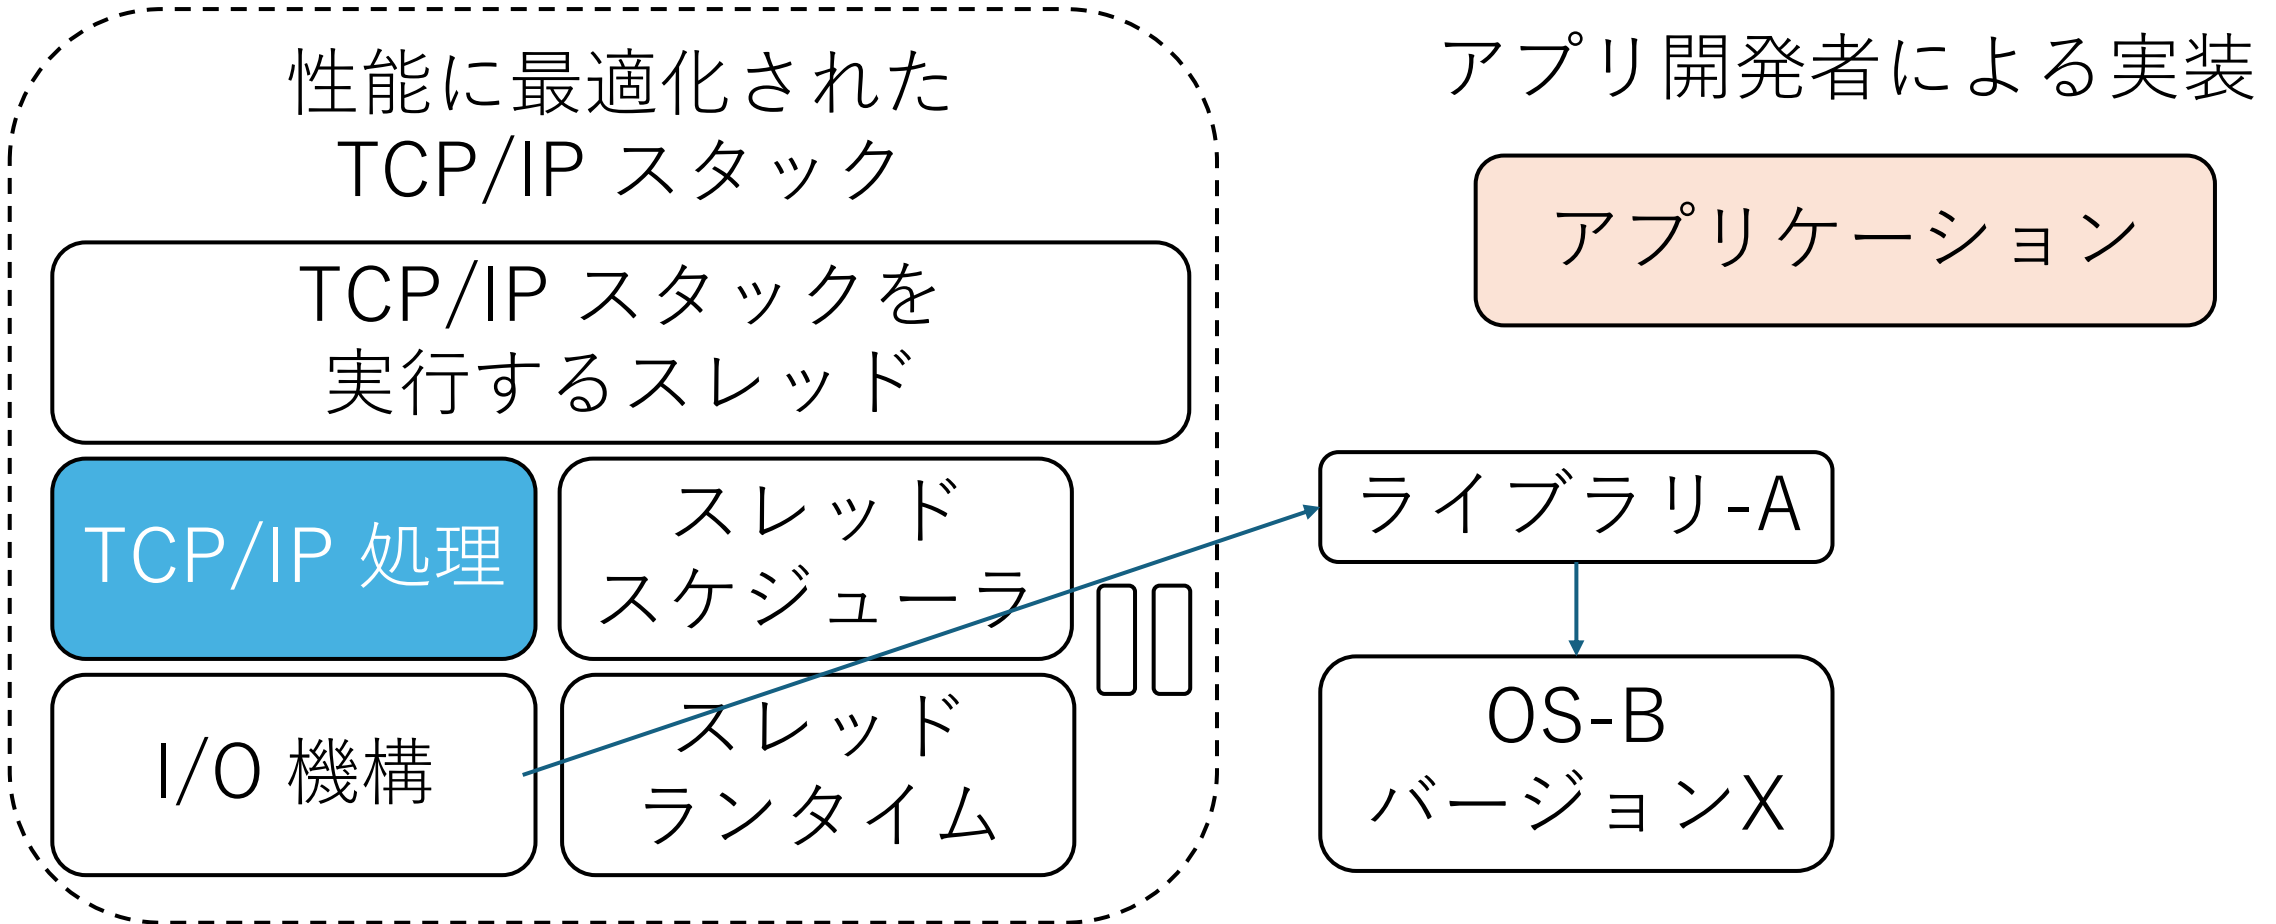 性能に最適化された
TCP/IP スタック
TCP/IP スタックを
実行するスレッド
TCP/IP 処理
スレッド
スケジューラ
I/O 機構
スレッド
ランタイム
アプリ開発者による実装
アプリケーション
ライブラリ-A
OS-B
バージョンX